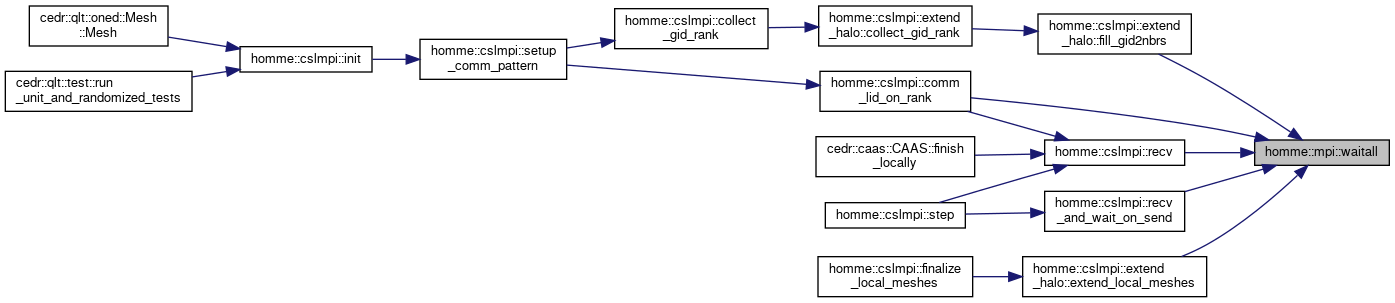 cedr::qlt::oned::Mesh
::Mesh
cedr::qlt::test::run
_unit_and_randomized_tests
homme::cslmpi::init
homme::cslmpi::setup
_comm_pattern
homme::cslmpi::collect
_gid_rank
homme::cslmpi::extend
_halo::collect_gid_rank
homme::cslmpi::comm
_lid_on_rank
cedr::caas::CAAS::finish
_locally
homme::cslmpi::step
homme::cslmpi::finalize
_local_meshes
homme::cslmpi::extend
_halo::fill_gid2nbrs
homme::cslmpi::recv
homme::cslmpi::recv
_and_wait_on_send
homme::cslmpi::extend
_halo::extend_local_meshes
homme::mpi::waitall